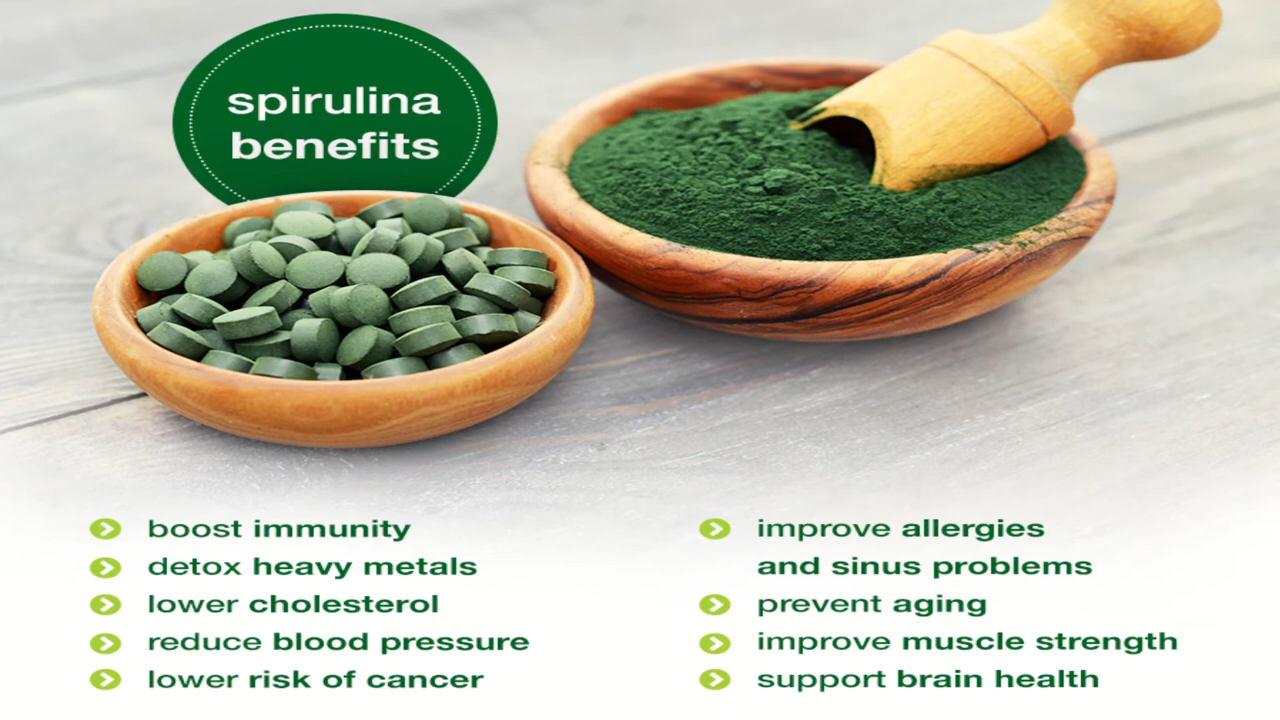 spirulina
benefits
boost immunity
detox heavy metals
lower cholesterol
reduce blood pressure
lower risk of cancer
improve allergies
and sinus problems
prevent aging
improve muscle strength
support brain health